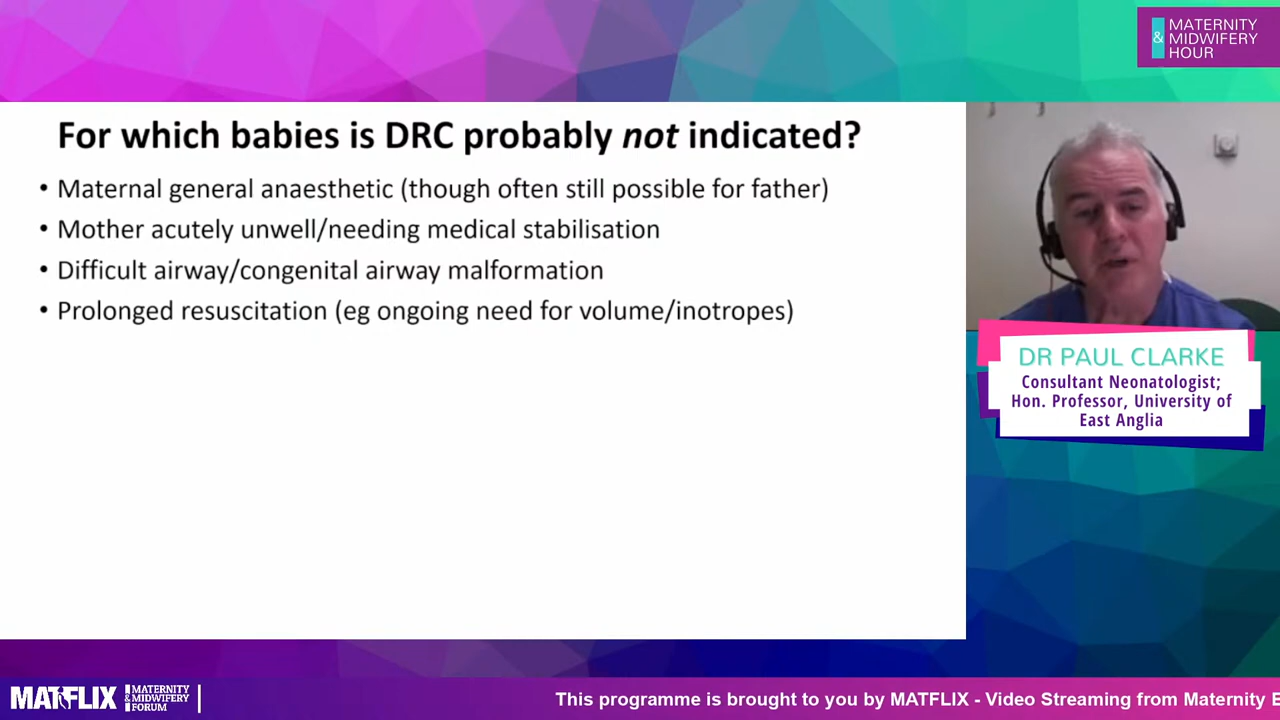 &
MATERNITY
MIDWIFERY
HOUR
For which babies is DRC probably not indicated?
• Maternal general anaesthetic (though often still possible for father)
• Mother acutely unwell/needing medical stabilisation
• Difficult airway/congenital airway malformation
• Prolonged resuscitation (eg ongoing need for volume/inotropes)
DR PAUL CLARKE
Consultant Neonatologist;
Hon. Professor, University of
East Anglia
MATFLIX
MATERNITY
& MIDWIFERY
FORUM
This programme is brought to you by MATFLIX - Video Streaming from Maternity E